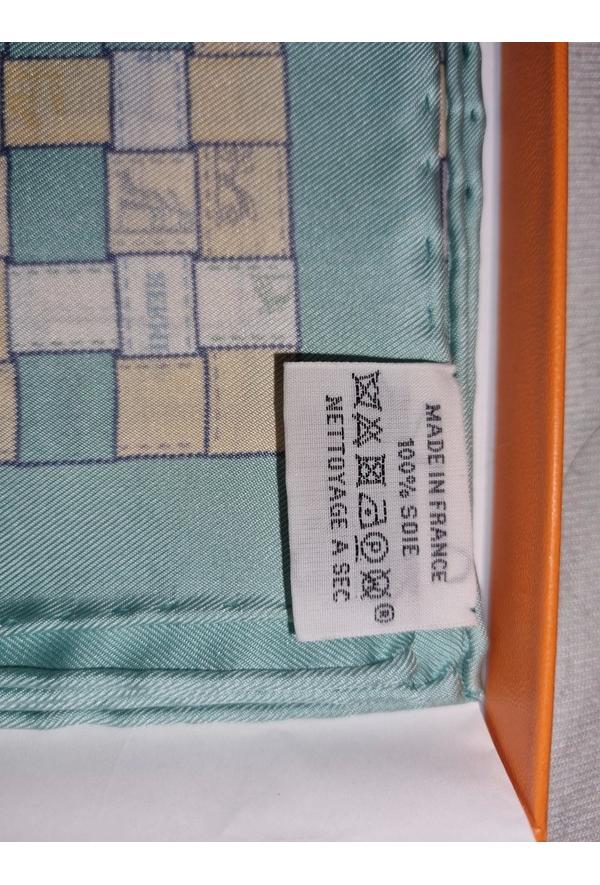 MADE IN FRANCE
100% SOIE
®
NETTOYAGE A SEC